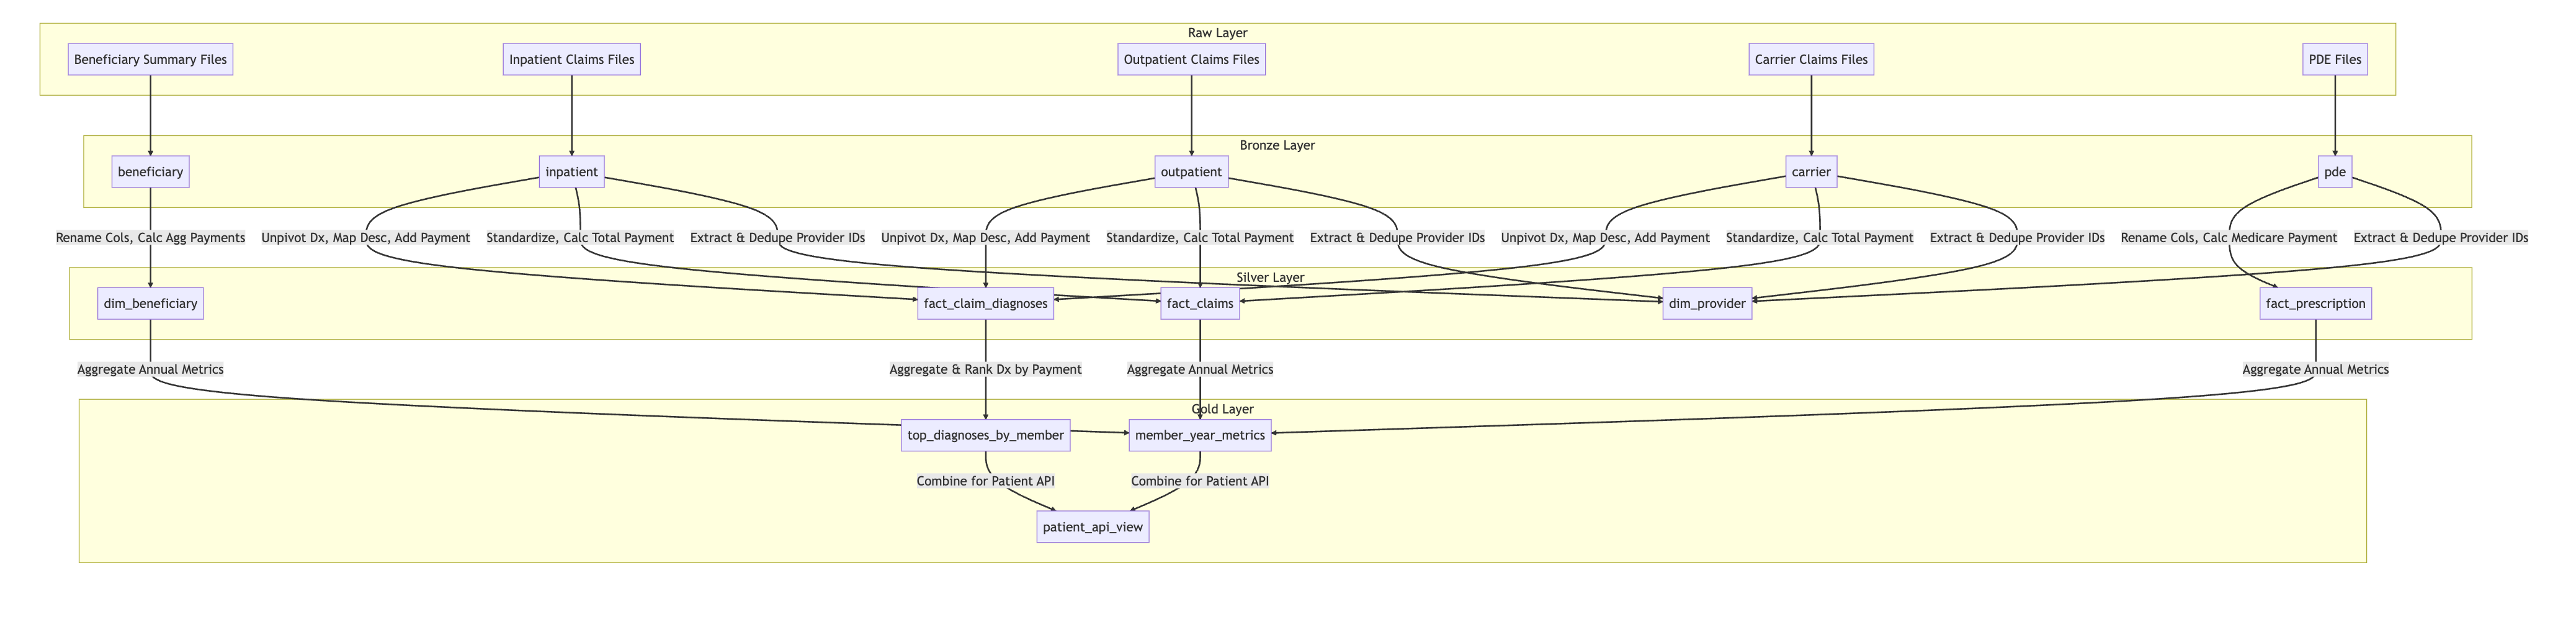 Raw Layer
Beneficiary Summary Files
Inpatient Claims Files
Outpatient Claims Files
Carrier Claims Files
PDE Files
Bronze Layer
beneficiary
inpatient
outpatient
carrier
pde
Rename Cols, Calc Agg Payments
Unpivot Dx, Map Desc, Add Payment
Standardize, Calc Total Payment
Extract & Dedupe Provider IDs
Unpivot Dx, Map Desc, Add Payment
Standardize, Calc Total Payment
Extract & Dedupe Provider IDs
Unpivot Dx, Map Desc, Add Payment
Standardize, Calc Total Payment
Extract & Dedupe Provider IDs
Rename Cols, Calc Medicare Payment
Extract & Dedupe Provider IDs
Silver Layer
dim_beneficiary
fact_claim_diagnoses
fact_claims
dim_provider
fact_prescription
Aggregate Annual Metrics
Aggregate & Rank Dx by Payment
Aggregate Annual Metrics
Aggregate Annual Metrics
Gold Layer
top_diagnoses_by_member
member_year_metrics
Combine for Patient API
Combine for Patient API
patient_api_view